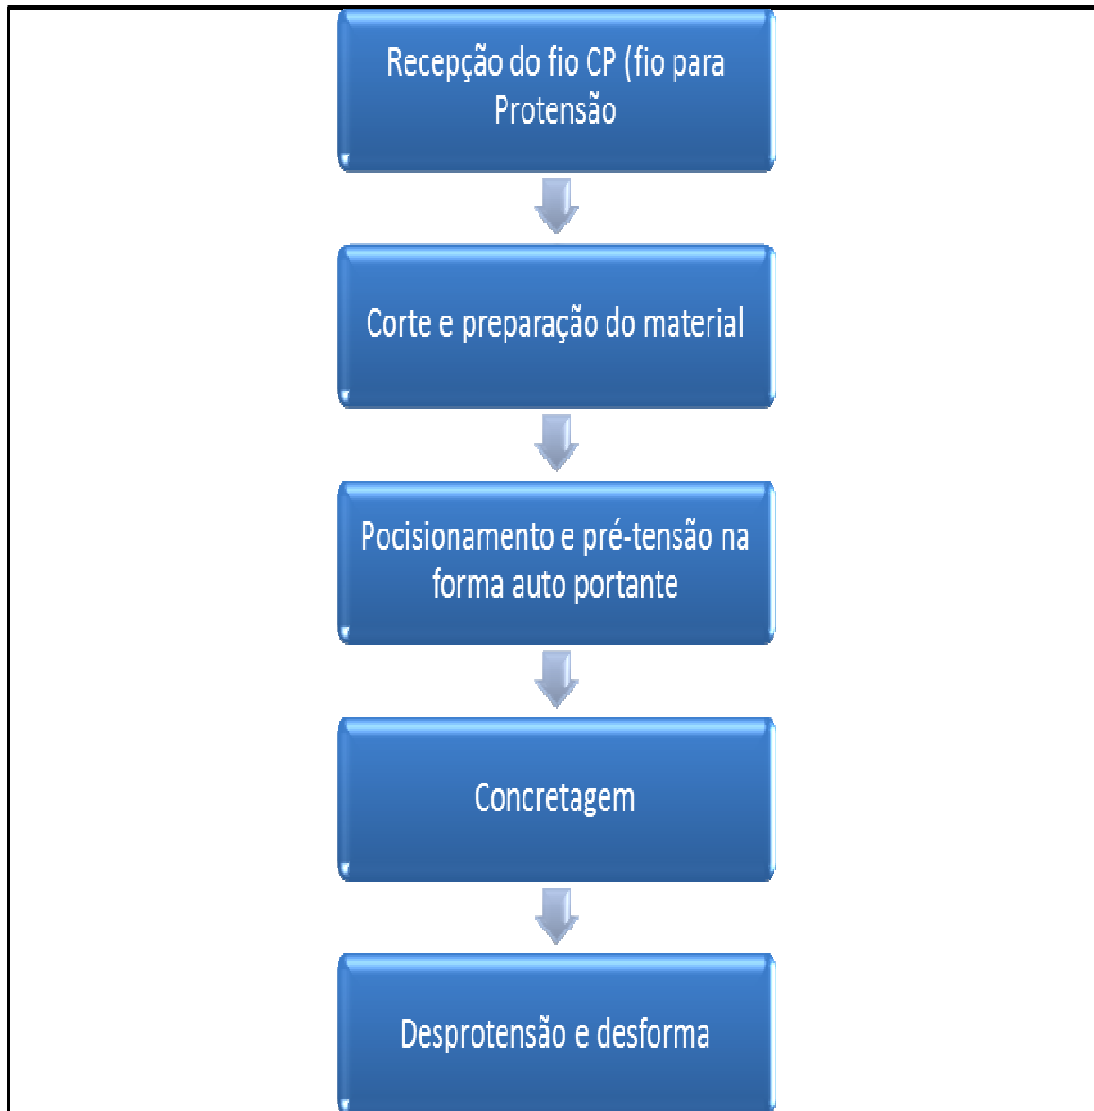 Recepção do fio CP (fio para
Protensão
Corte e preparação do material
Pocisionamento e pré-tensão na
forma auto portante
Concretagem
Desprotensão e desforma